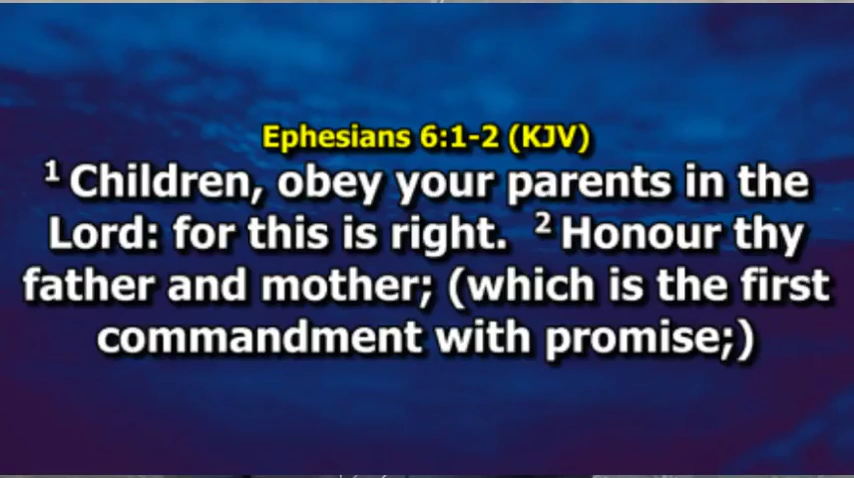 Ephesians 6:1-2 (KJV)
1 Children, obey your parents in the
Lord: for this is right. 2 Honour thy
father and mother; (which is the first
commandment with promise;)